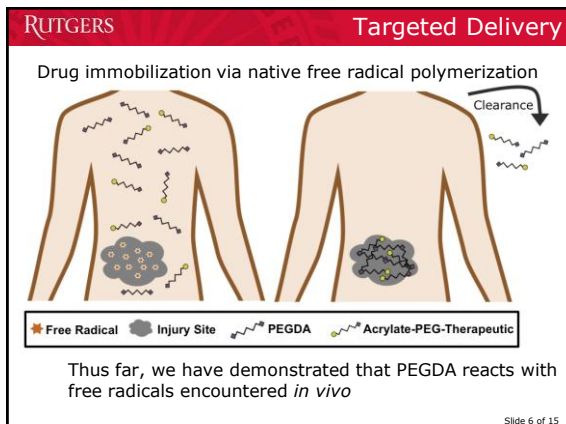 RUTGERS
Targeted Delivery
Drug immobilization via native free radical polymerization
Clearance
Free Radical
Injury Site
PEGDA
Acrylate-PEG-Therapeutic
Thus far, we have demonstrated that PEGDA reacts with
free radicals encountered in vivo
Slide 6 of 15